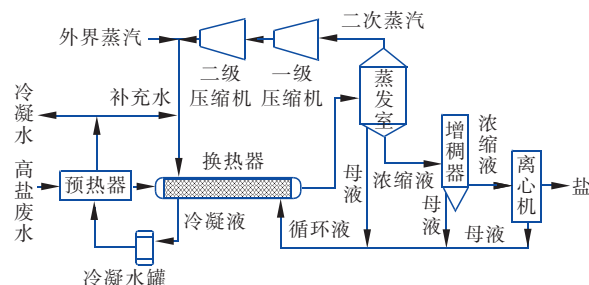 外界蒸汽
二次蒸汽
二级
压缩机
一级
压缩机
蒸发室
冷凝水
补充水
增稠器
浓缩液
高盐废水
预热器
换热器
母液
浓缩液
离心机
盐
冷凝液
循环液
母液
母液
冷凝水罐